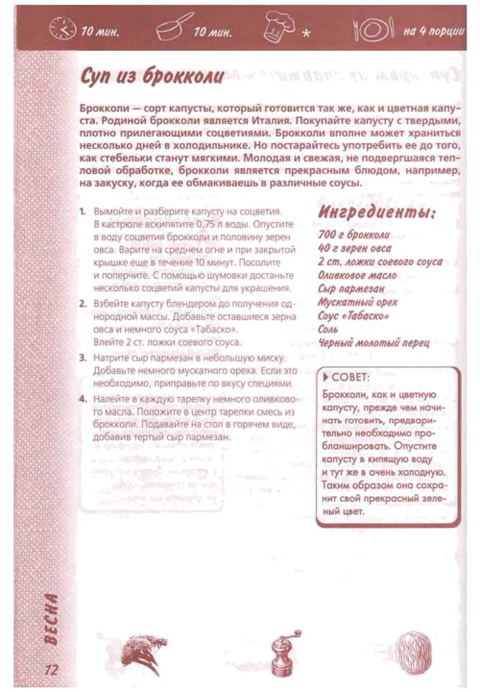 10 мин.
10 мин.
*
на 4 порции
Суп из брокколи
Брокколи — сорт капусты, который готовится так же, как и цветная капу-
ста. Родиной брокколи является Италия. Покупайте капусту с твердыми,
плотно прилегающими соцветиями. Брокколи вполне может храниться
несколько дней в холодильнике. Но постарайтесь употребить ее до того,
как стебельки станут мягкими. Молодая и свежая, не подвергшаяся теп-
ловой обработке, брокколи является прекрасным блюдом, например,
на закуску, когда ее обмакиваешь в различные соусы.
1. Вымойте и разберите капусту на соцветия.
В кастрюле вскипятите 0,75 л воды. Опустите
в воду соцветия брокколи и половину зерен
овса. Варите на среднем огне и при закрытой
крышке еще в течение 10 минут. Посолите
и поперчите. С помощью шумовки достаньте
несколько соцветий капусты для украшения.
2. Взбейте капусту блендером до получения од-
нородной массы. Добавьте оставшиеся зерна
овса и немного соуса «Табаско».
Влейте 2 ст. ложки соевого соуса.
3. Натрите сыр пармезан в небольшую миску.
Добавьте немного мускатного ореха. Если это
необходимо, приправьте по вкусу специями.
4. Налейте в каждую тарелку немного оливково-
го масла. Положите в центр тарелки смесь из
брокколи. Подавайте на стол в горячем виде,
добавив тертый сыр пармезан.
Ингредиенты:
700 г брокколи
40 г зерен овса
2 ст. ложки соевого соуса
Оливковое масло
Сыр пармезан
Мускатный орех
Соус «Табаско»
Соль
Черный молотый перец
СОВЕТ:
Брокколи, как и цветную
капусту, прежде чем начи-
нать готовить, предвари-
тельно необходимо про-
бланшировать. Опустите
капусту в кипящую воду
и тут же в очень холодную.
Таким образом она сохра-
нит свой прекрасный зеле-
ный цвет.
ВЕСНА
12